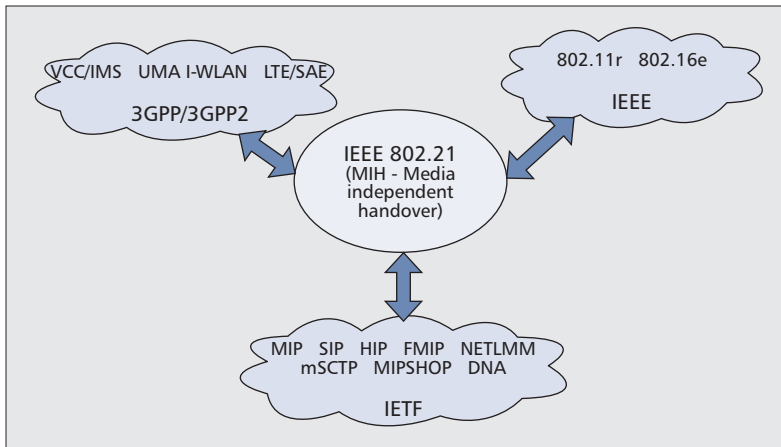 VCC/IMS UMA I-WLAN LTE/SAE
3GPP/3GPP2
802.11r 802.16e
IEEE
IEEE 802.21
(MIH - Media
independent
handover)
MIP SIP HIP FMIP NETLMM
mSCTP MIPSHOP DNA
IETF